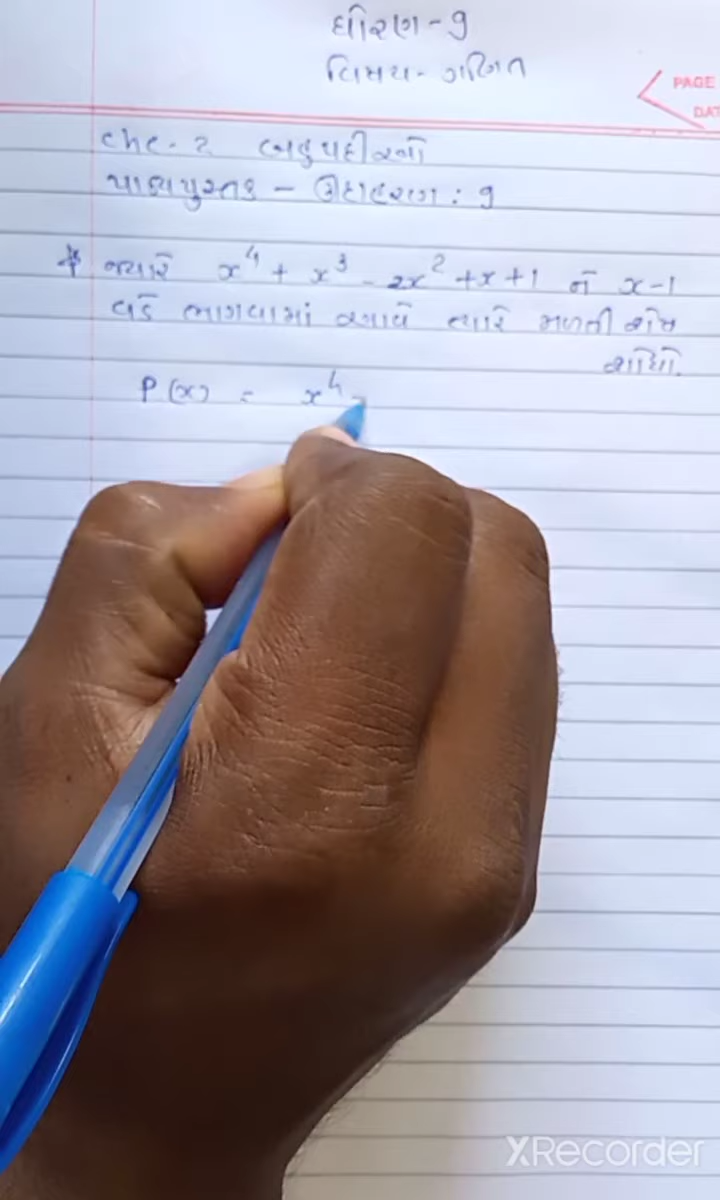 ધોરણ - 9
વિષય - ગણિત
PAGE
DAT
che. 2 બહુપદીઓ
પાઠ્યપુસ્તક - ઉદાહરણ : 9
* જ્યારે x⁴ + x³ - 2x² + x + 1 ને x - 1
વડે ભાગવામાં આવે ત્યારે મળતી શેષ
શોધો.
P(x) = x⁴
XRecorder